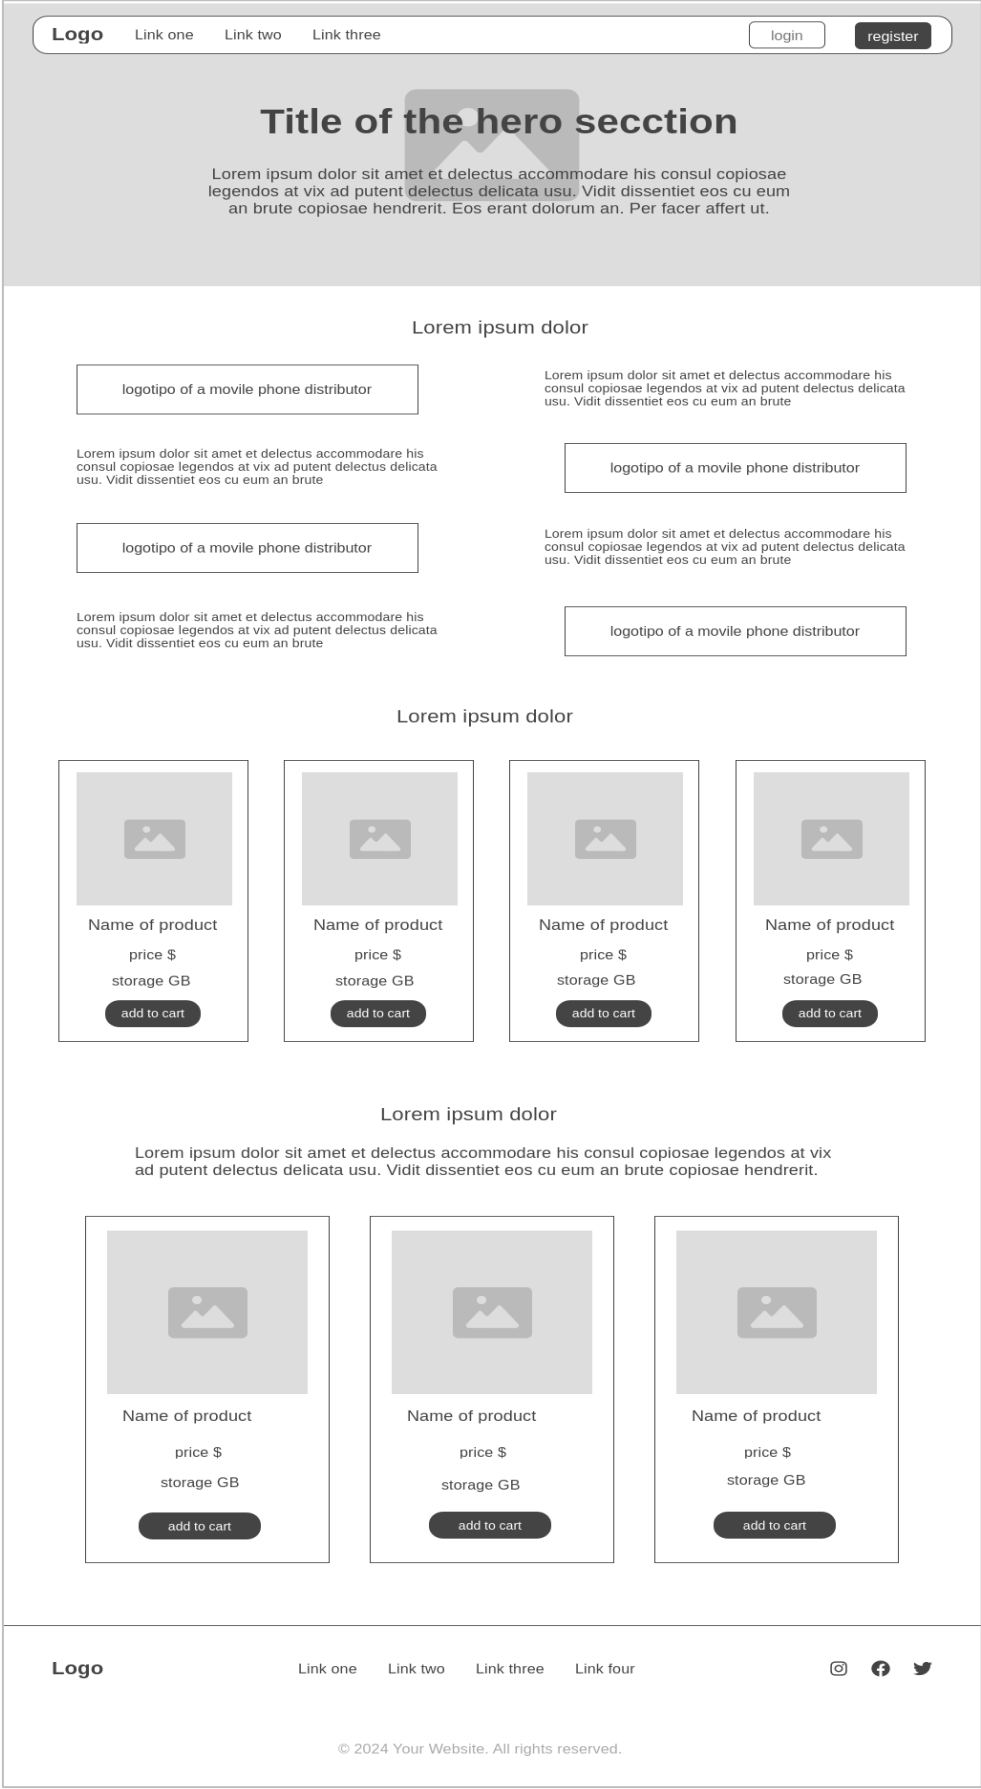 Logo
Link one
Link two
Link three
login
register
Title of the hero secction
Lorem ipsum dolor sit amet et delectus accommodare his consul copiosae
legendos at vix ad putent delectus delicata usu. Vidit dissentiet eos cu eum
an brute copiosae hendrerit. Eos erant dolorum an. Per facer affert ut.
Lorem ipsum dolor
logotipo of a movile phone distributor
Lorem ipsum dolor sit amet et delectus accommodare his
consul copiosae legendos at vix ad putent delectus delicata
usu. Vidit dissentiet eos cu eum an brute
Lorem ipsum dolor sit amet et delectus accommodare his
consul copiosae legendos at vix ad putent delectus delicata
usu. Vidit dissentiet eos cu eum an brute
logotipo of a movile phone distributor
logotipo of a movile phone distributor
Lorem ipsum dolor sit amet et delectus accommodare his
consul copiosae legendos at vix ad putent delectus delicata
usu. Vidit dissentiet eos cu eum an brute
Lorem ipsum dolor sit amet et delectus accommodare his
consul copiosae legendos at vix ad putent delectus delicata
usu. Vidit dissentiet eos cu eum an brute
logotipo of a movile phone distributor
Lorem ipsum dolor
Name of product
price $
storage GB
add to cart
Name of product
price $
storage GB
add to cart
Name of product
price $
storage GB
add to cart
Name of product
price $
storage GB
add to cart
Lorem ipsum dolor
Lorem ipsum dolor sit amet et delectus accommodare his consul copiosae legendos at vix
ad putent delectus delicata usu. Vidit dissentiet eos cu eum an brute copiosae hendrerit.
Name of product
price $
storage GB
add to cart
Name of product
price $
storage GB
add to cart
Name of product
price $
storage GB
add to cart
Logo
Link one
Link two
Link three
Link four
© 2024 Your Website. All rights reserved.